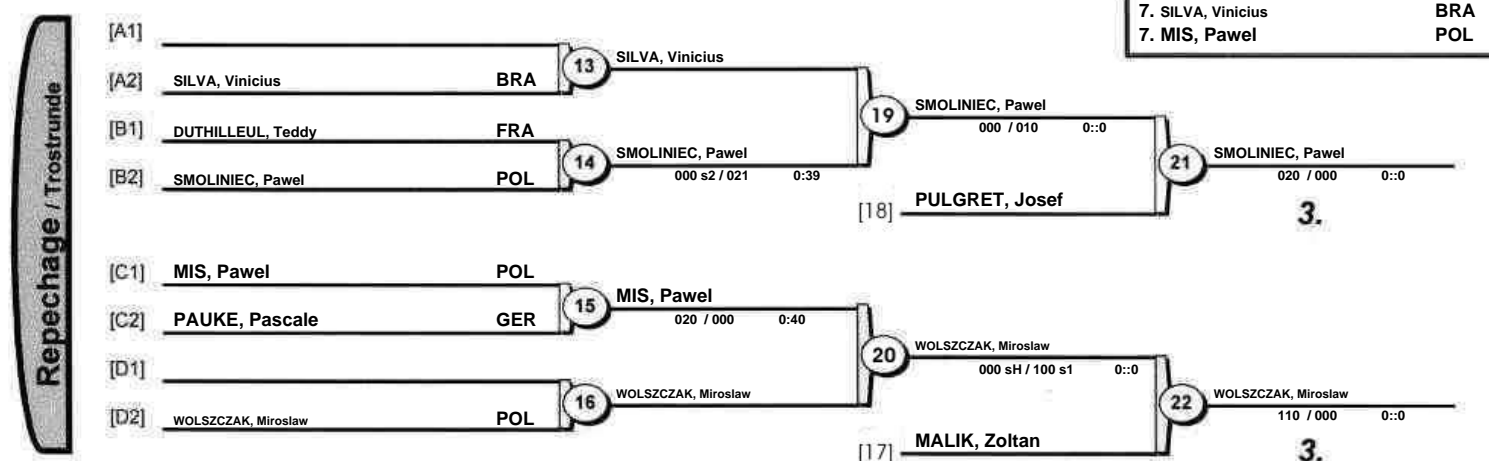 7. SILVA, Vinicius BRA
7. MIS, Pawel POL
Repechage / Trostrunde
[A1]
[A2] SILVA, Vinicius BRA
13 SILVA, Vinicius
[B1] DUTHILLEUL, Teddy FRA
[B2] SMOLINIEC, Pawel POL
14 SMOLINIEC, Pawel
000 s2 / 021 0:39
19 SMOLINIEC, Pawel
000 / 010 0::0
[18] PULGRET, Josef
21 SMOLINIEC, Pawel
020 / 000 0::0
3.
[C1] MIS, Pawel POL
[C2] PAUKE, Pascale GER
15 MIS, Pawel
020 / 000 0:40
[D1]
[D2] WOLSZCZAK, Miroslaw POL
16 WOLSZCZAK, Miroslaw
20 WOLSZCZAK, Miroslaw
000 sH / 100 s1 0::0
[17] MALIK, Zoltan
22 WOLSZCZAK, Miroslaw
110 / 000 0::0
3.